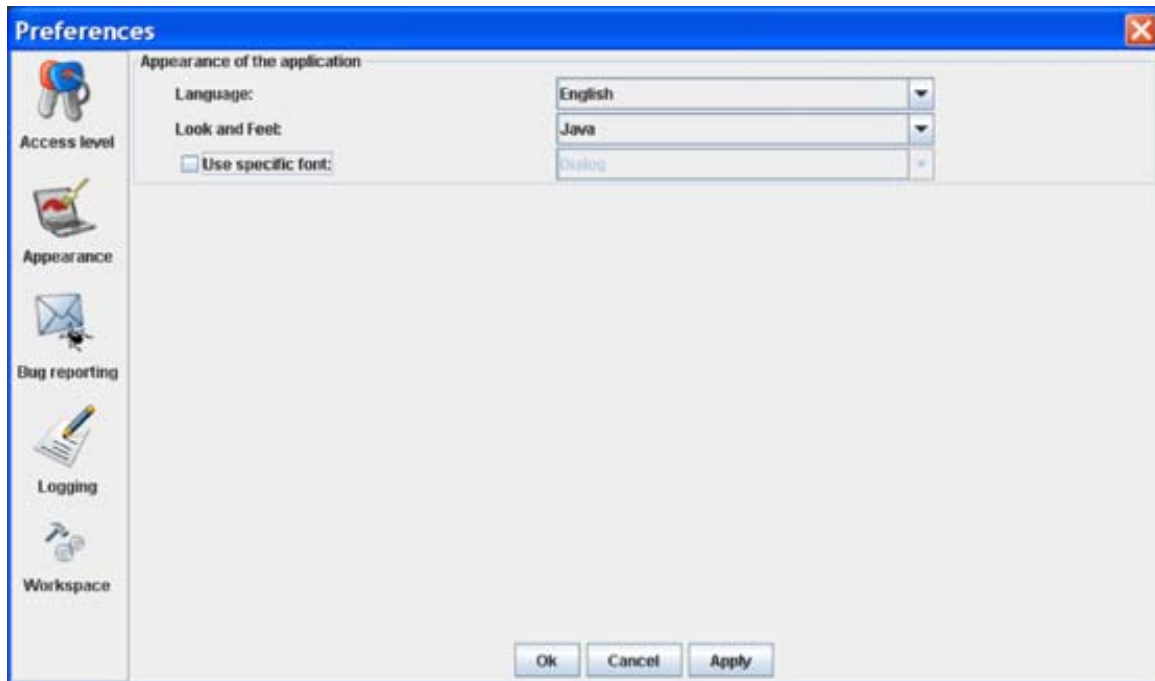 Preferences
Access level
Appearance
Bug reporting
Logging
Workspace
Appearance of the application
Language: English
Look and Feel: Java
Use specific font: Dialog
Ok Cancel Apply